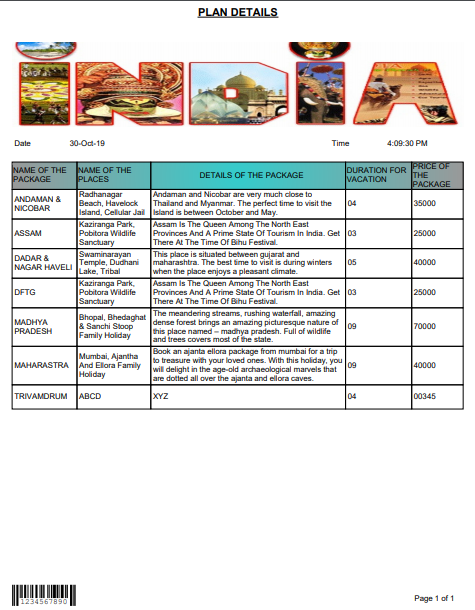 PLAN DETAILS
INDIA
Date 30-Oct-19 Time 4:09:30 PM
NAME OF THE PACKAGE NAME OF THE PLACES DETAILS OF THE PACKAGE DURATION FOR VACATION PRICE OF THE PACKAGE
ANDAMAN & NICOBAR
Radhanagar
Beach, Havelock
Island, Cellular Jail
Andaman and Nicobar are very much close to
Thailand and Myanmar. The perfect time to visit the
Island is between October and May.
04
35000
ASSAM
Kaziranga Park,
Pobitora Wildlife
Sanctuary
Assam Is The Queen Among The North East
Provinces And A Prime State Of Tourism In India. Get
There At The Time Of Bihu Festival.
03
25000
DADAR &
NAGAR HAVELI
Swaminarayan
Temple, Dudhani
Lake, Tribal
This place is situated between gujarat and
maharashtra. The best time to visit is during winters
when the place enjoys a pleasant climate.
05
40000
DFTG
Kaziranga Park,
Pobitora Wildlife
Sanctuary
Assam Is The Queen Among The North East
Provinces And A Prime State Of Tourism In India. Get
There At The Time Of Bihu Festival.
03
25000
MADHYA
PRADESH
Bhopal, Bhedaghat
& Sanchi Stoop
Family Holiday
The meandering streams, rushing waterfall, amazing
dense forest brings an amazing picturesque nature of
this place named – madhya pradesh. Full of wildlife
and trees covers most of the state.
09
70000
MAHARASTRA
Mumbai, Ajantha
And Ellora Family
Holiday
Book an ajanta ellora package from mumbai for a trip
to treasure with your loved ones. With this holiday, you
will delight in the age-old archaeological marvels that
are dotted all over the ajanta and ellora caves.
09
40000
TRIVAMDRUM
ABCD
XYZ
04
00345
1234567890
Page 1 of 1